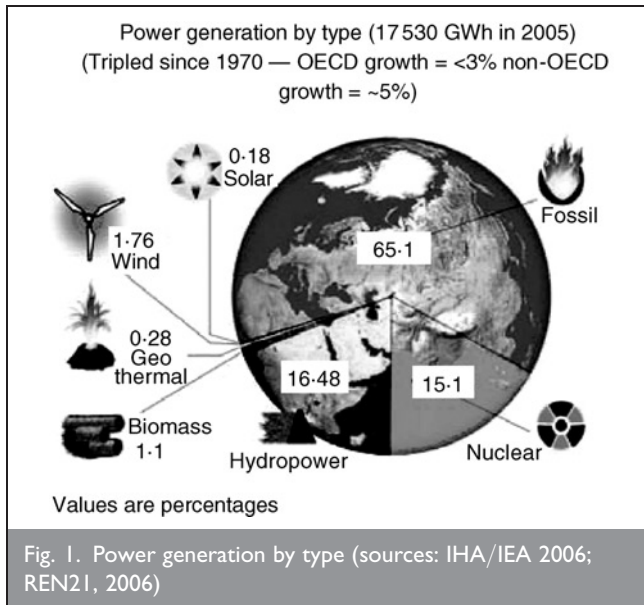 Power generation by type (17 530 GWh in 2005)
(Tripled since 1970 — OECD growth = <3% non-OECD
growth = ~5%)
0·18
Solar
Fossil
1·76
Wind
65·1
0·28
Geo
thermal
16·48
15·1
Biomass
1·1
Hydropower
Nuclear
Values are percentages
Fig. 1. Power generation by type (sources: IHA/IEA 2006;
REN21, 2006)